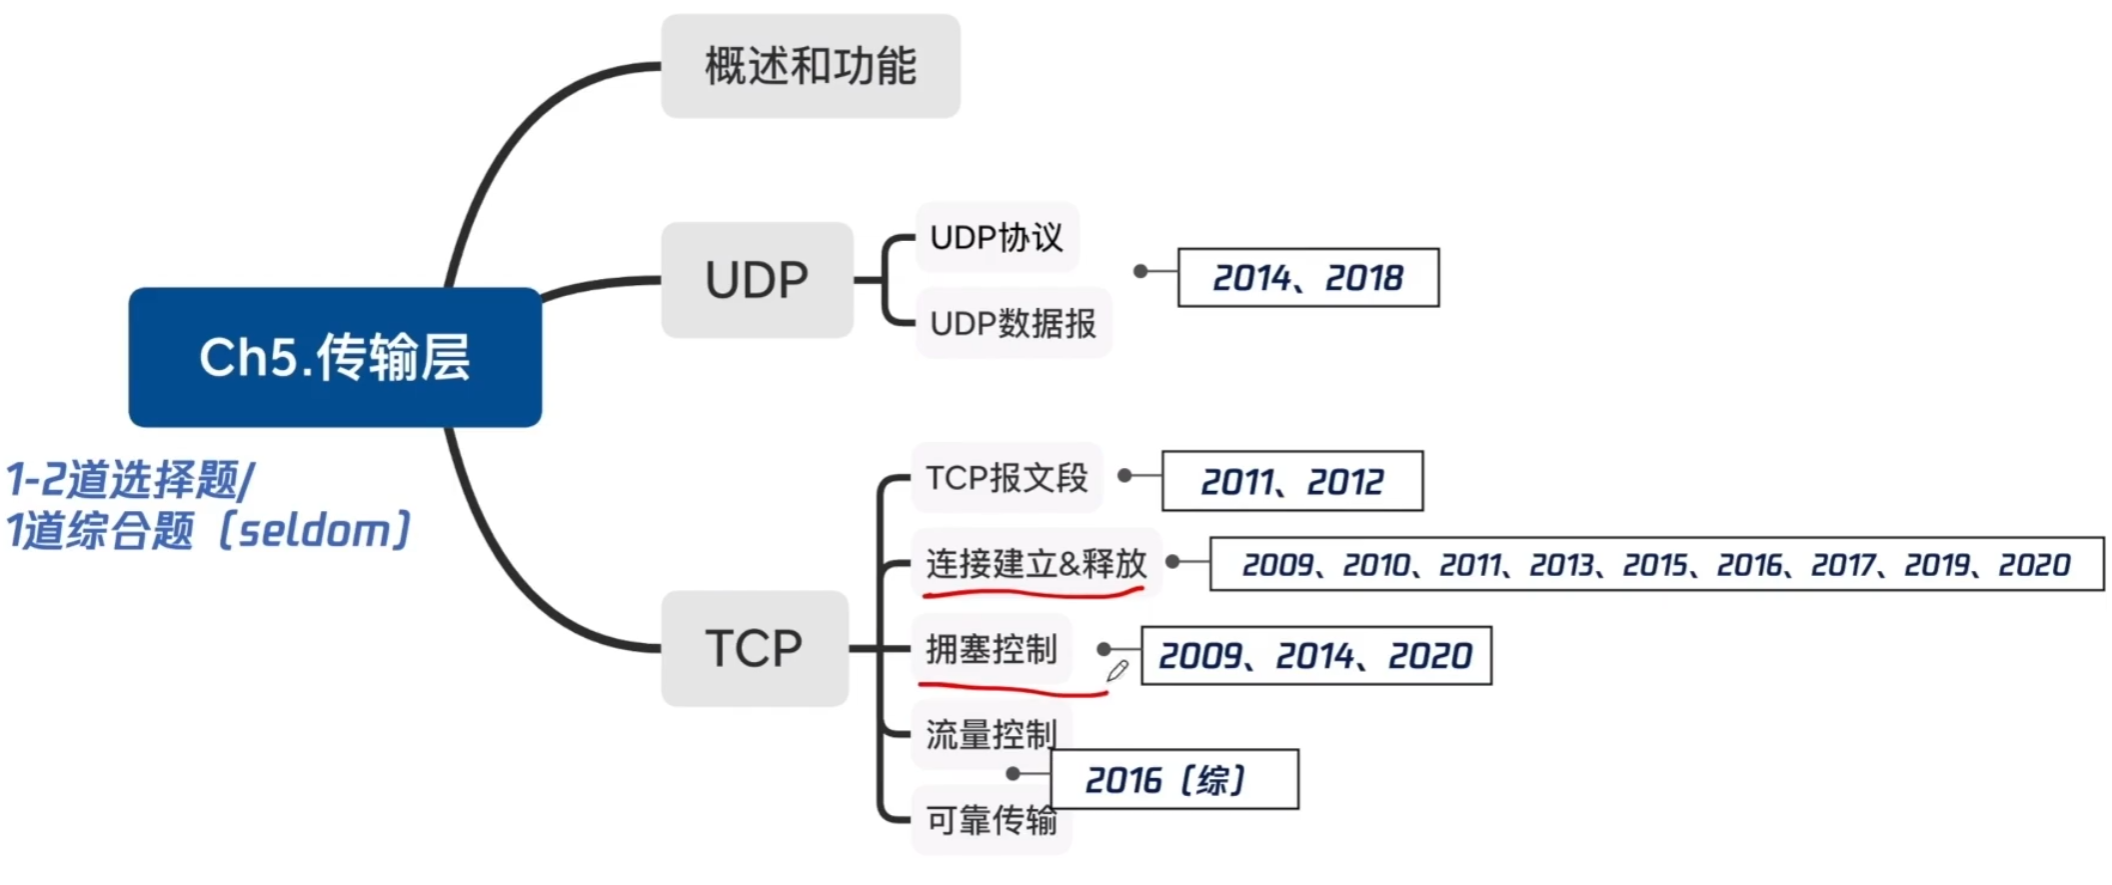 概述和功能
UDP
UDP协议
UDP数据报
2014、2018
Ch5.传输层
1-2道选择题/
1道综合题（seldom）
TCP
TCP报文段
2011、2012
连接建立&释放
2009、2010、2011、2013、2015、2016、2017、2019、2020
拥塞控制
2009、2014、2020
流量控制
2016（综）
可靠传输